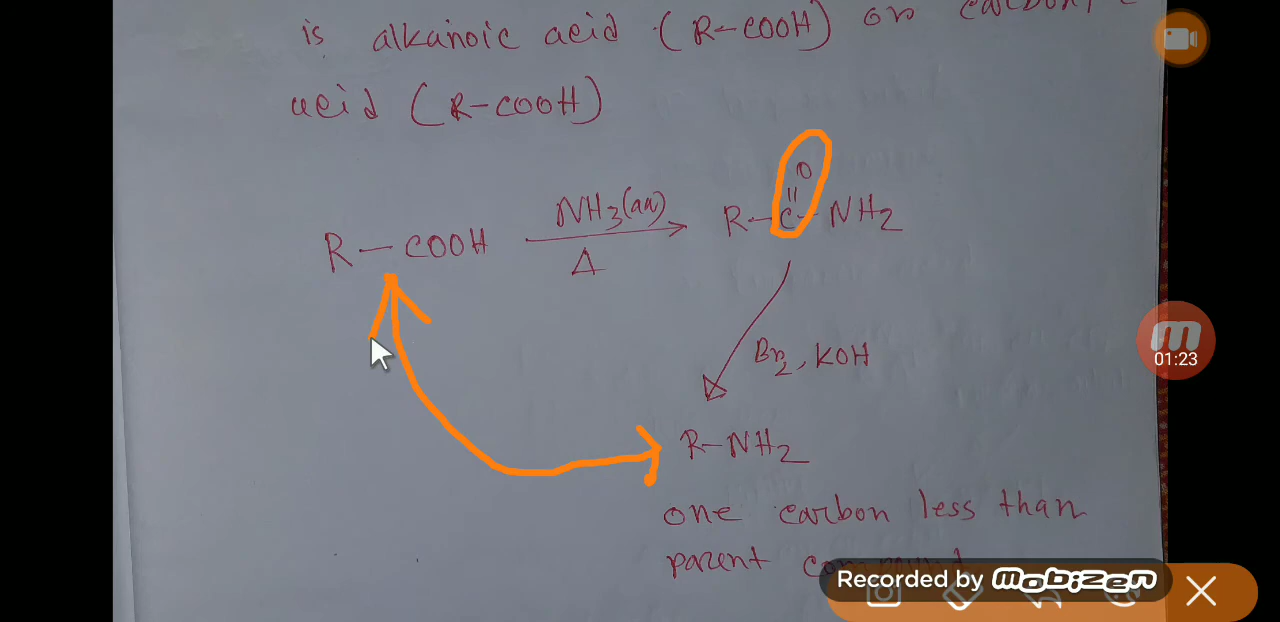 is alkanoic acid (R-COOH) or
acid (R-COOH)
R-COOH
NH3(aq)
Δ
O
||
R-C-NH2
Br2, KOH
R-NH2
one carbon less than
parent compound
01:23
Recorded by mobizen